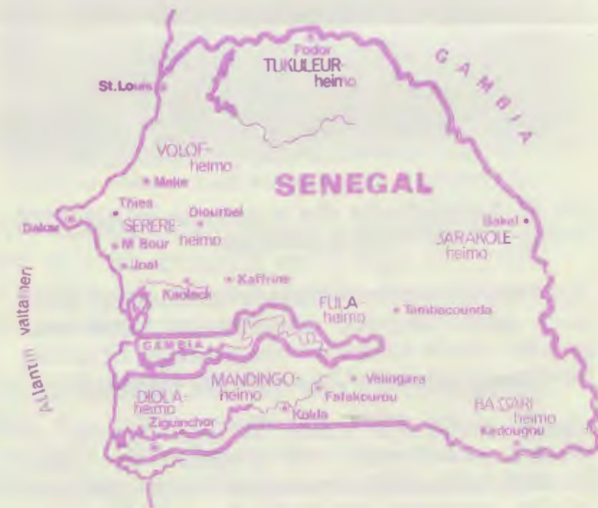 Fodor
TUKULEUR-
heimo
GAMBIA
St.Louis
VOLOF-
heimo
Meke
SENEGAL
Thies
Diourbel
Dakar
SERERE-
heimo
M Bour
Joal
Bakel
SARAKOLE-
heimo
Kaolack
Kaffrine
FULA-
heimo
Tambacounda
Atlantin valtameri
GAMBIA
MANDINGO-
heimo
Velingara
DIOLA-
heimo
Fafakourou
BASSARI
heimo
Ziguinchor
Kolda
Kedougou